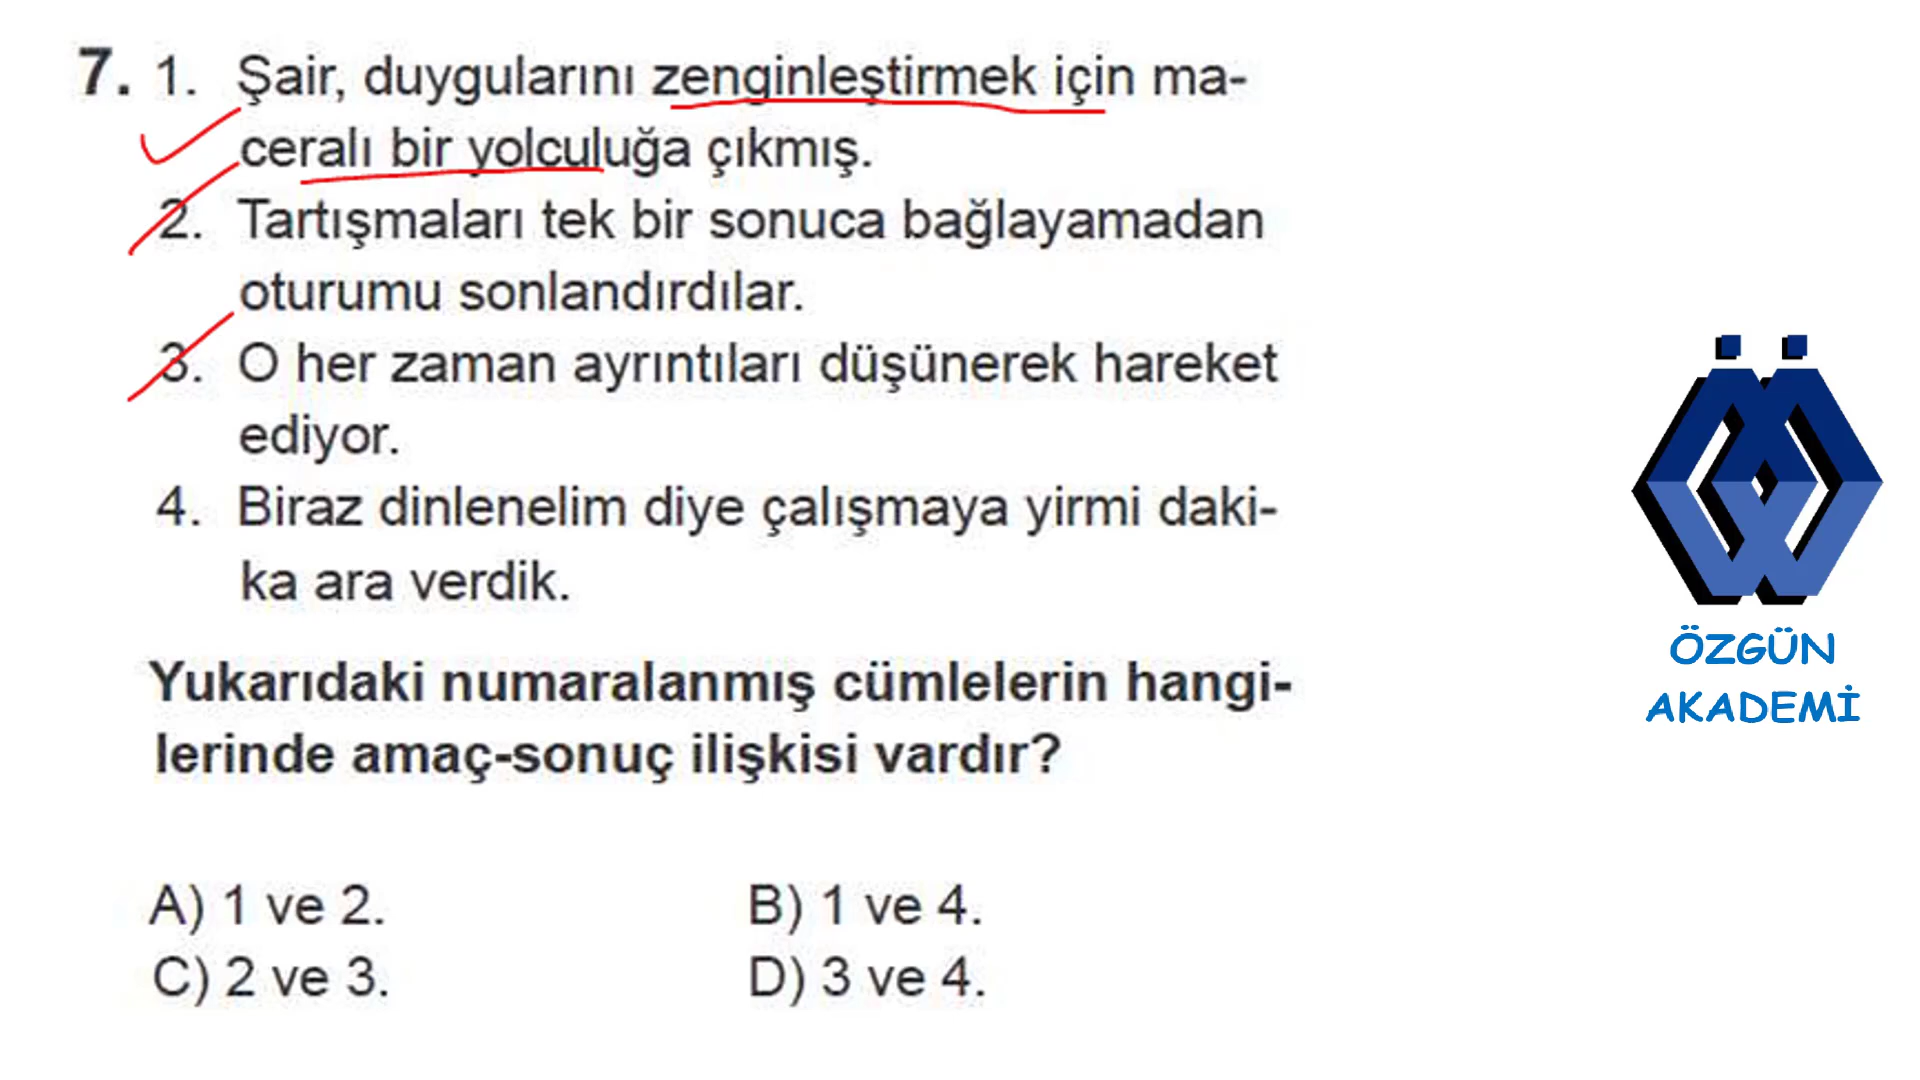 7. 1. Şair, duygularını zenginleştirmek için ma-
ceralı bir yolculuğa çıkmış.
2. Tartışmaları tek bir sonuca bağlayamadan
oturumu sonlandırdılar.
3. O her zaman ayrıntıları düşünerek hareket
ediyor.
4. Biraz dinlenelim diye çalışmaya yirmi daki-
ka ara verdik.
Yukarıdaki numaralanmış cümlelerin hangi-
lerinde amaç-sonuç ilişkisi vardır?
A) 1 ve 2.
B) 1 ve 4.
C) 2 ve 3.
D) 3 ve 4.
ÖZGÜN
AKADEMİ